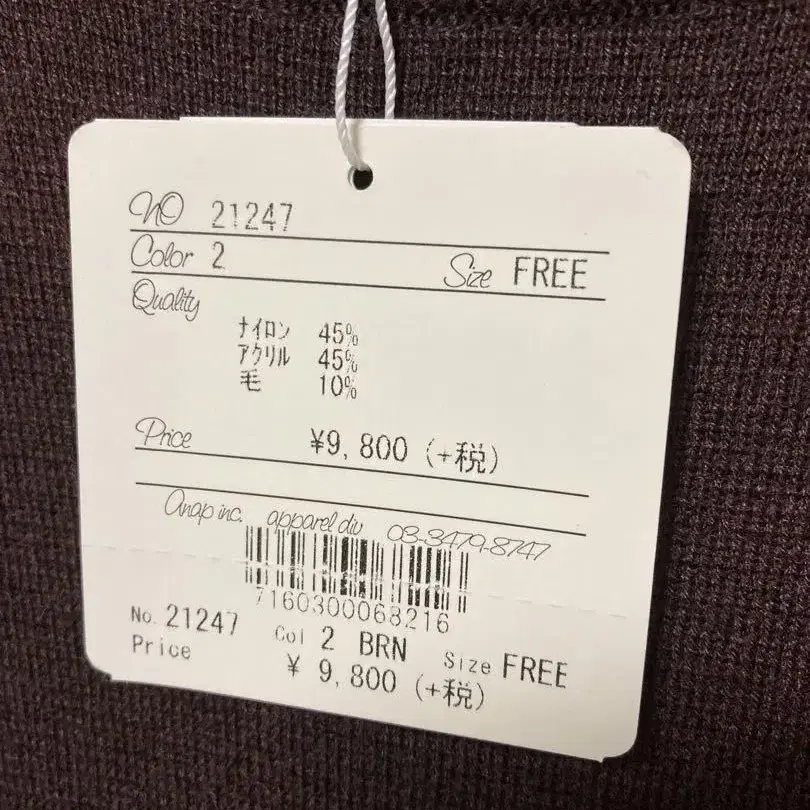 NO 21247
Color 2 Size FREE
Quality
ナイロン 45%
アクリル 45%
毛 10%
Price ¥9,800 (+税)
Anap inc. apparel div 03-3479-8747
7160300068216
No. 21247 Col 2 BRN Size FREE
Price ¥ 9,800 (+税)